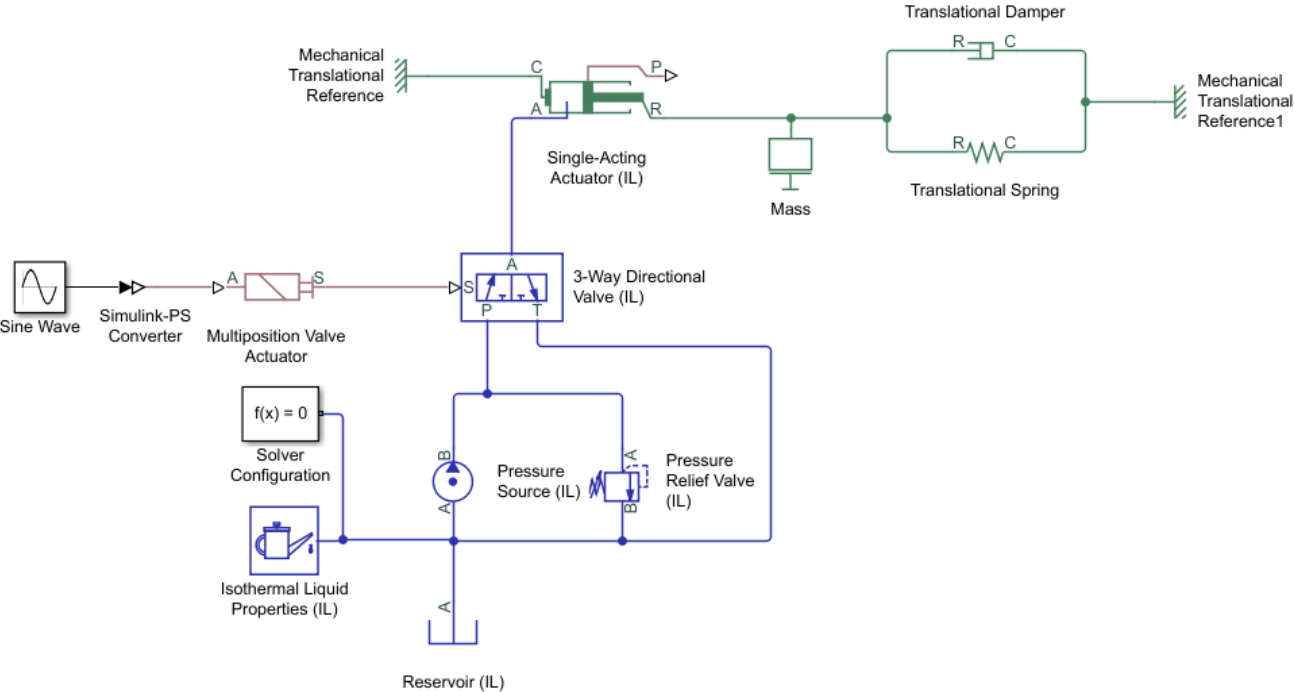 Translational Damper
R C
Mechanical
Translational
Reference
C
P
A
R
Mechanical
Translational
Reference1
R C
Single-Acting
Actuator (IL)
Translational Spring
Mass
A
3-Way Directional
Valve (IL)
A S
S
P T
Sine Wave
Simulink-PS
Converter
Multiposition Valve
Actuator
f(x) = 0
Solver
Configuration
B
A
Pressure
Source (IL)
A
B
Pressure
Relief Valve
(IL)
Isothermal Liquid
Properties (IL)
A
Reservoir (IL)